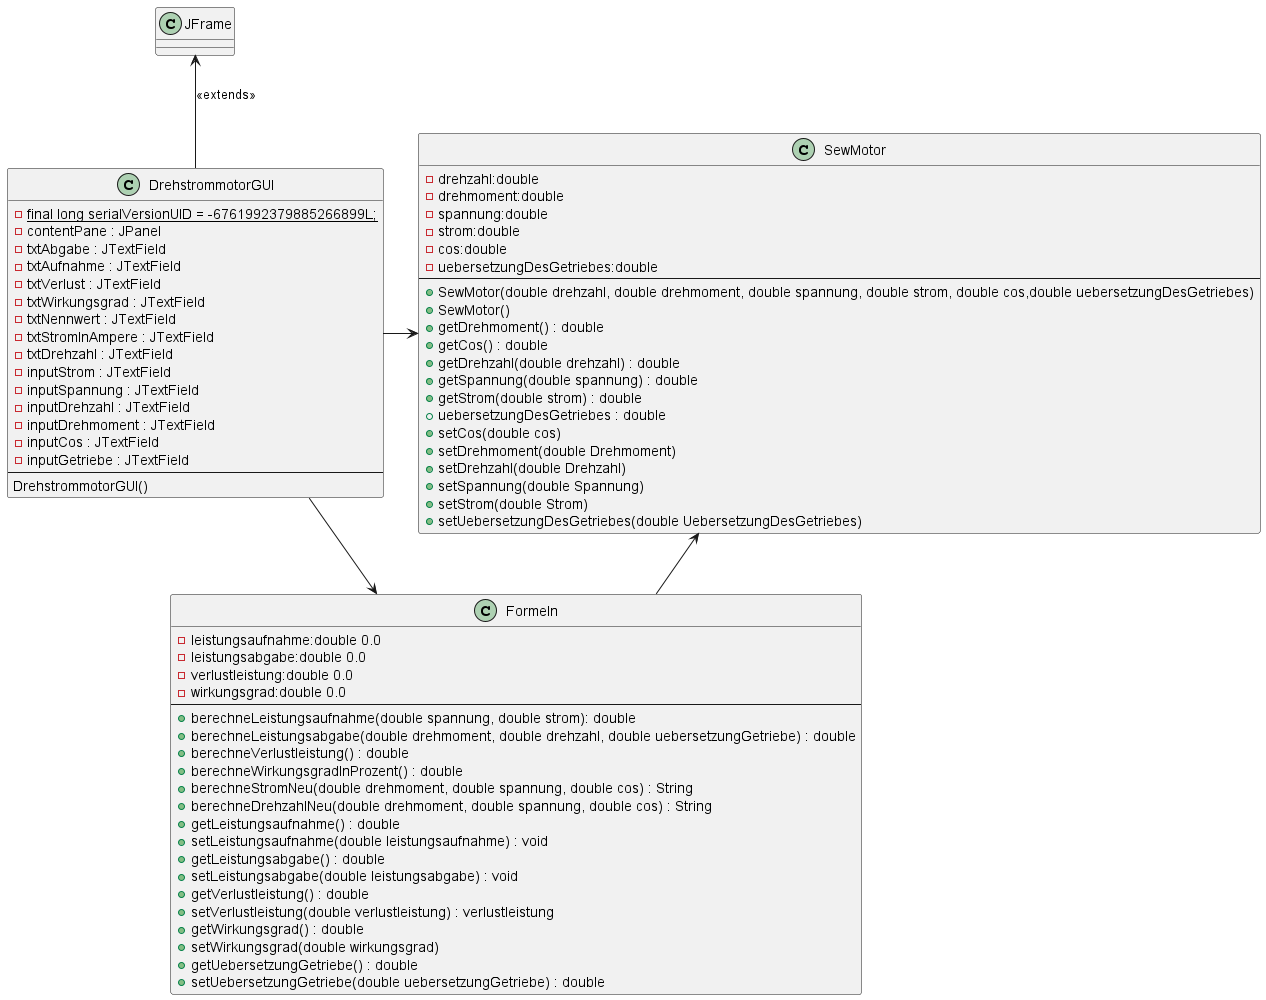 C JFrame
«extends»
C DrehstrommotorGUI
final long serialVersionUID = -6761992379885266899L;
contentPane : JPanel
txtAbgabe : JTextField
txtAufnahme : JTextField
txtVerlust : JTextField
txtWirkungsgrad : JTextField
txtNennwert : JTextField
txtStromInAmpere : JTextField
txtDrehzahl : JTextField
inputStrom : JTextField
inputSpannung : JTextField
inputDrehzahl : JTextField
inputDrehmoment : JTextField
inputCos : JTextField
inputGetriebe : JTextField
DrehstrommotorGUI()
C SewMotor
drehzahl:double
drehmoment:double
spannung:double
strom:double
cos:double
uebersetzungDesGetriebes:double
SewMotor(double drehzahl, double drehmoment, double spannung, double strom, double cos,double uebersetzungDesGetriebes)
SewMotor()
getDrehmoment() : double
getCos() : double
getDrehzahl(double drehzahl) : double
getSpannung(double spannung) : double
getStrom(double strom) : double
uebersetzungDesGetriebes : double
setCos(double cos)
setDrehmoment(double Drehmoment)
setDrehzahl(double Drehzahl)
setSpannung(double Spannung)
setStrom(double Strom)
setUebersetzungDesGetriebes(double UebersetzungDesGetriebes)
C Formeln
leistungsaufnahme:double 0.0
leistungsabgabe:double 0.0
verlustleistung:double 0.0
wirkungsgrad:double 0.0
berechneLeistungsaufnahme(double spannung, double strom): double
berechneLeistungsabgabe(double drehmoment, double drehzahl, double uebersetzungGetriebe) : double
berechneVerlustleistung() : double
berechneWirkungsgradInProzent() : double
berechneStromNeu(double drehmoment, double spannung, double cos) : String
berechneDrehzahlNeu(double drehmoment, double spannung, double cos) : String
getLeistungsaufnahme() : double
setLeistungsaufnahme(double leistungsaufnahme) : void
getLeistungsabgabe() : double
setLeistungsabgabe(double leistungsabgabe) : void
getVerlustleistung() : double
setVerlustleistung(double verlustleistung) : verlustleistung
getWirkungsgrad() : double
setWirkungsgrad(double wirkungsgrad)
getUebersetzungGetriebe() : double
setUebersetzungGetriebe(double uebersetzungGetriebe) : double